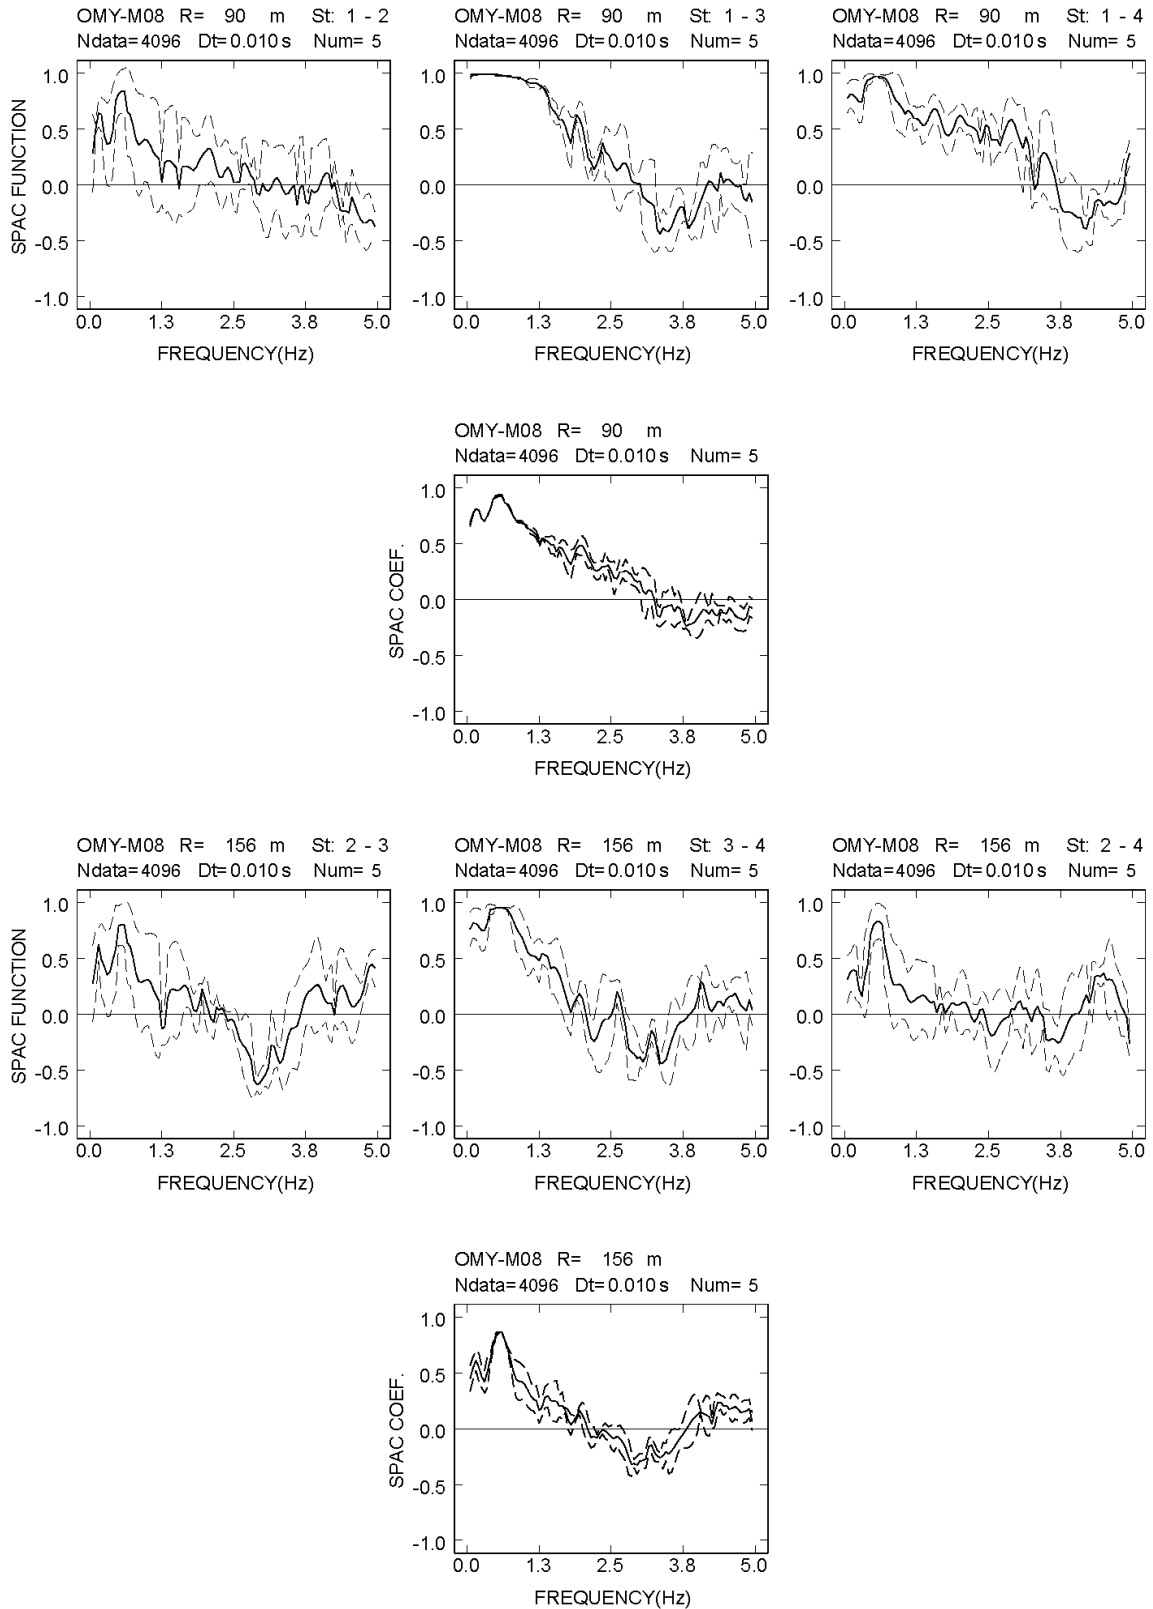 OMY-M08 R= 90 m St: 1 - 2
Ndata=4096 Dt=0.010s Num= 5
SPAC FUNCTION
1.0
0.5
0.0
-0.5
-1.0
0.0 1.3 2.5 3.8 5.0
FREQUENCY(Hz)
OMY-M08 R= 90 m St: 1 - 3
Ndata=4096 Dt=0.010s Num= 5
1.0
0.5
0.0
-0.5
-1.0
0.0 1.3 2.5 3.8 5.0
FREQUENCY(Hz)
OMY-M08 R= 90 m St: 1 - 4
Ndata=4096 Dt=0.010s Num= 5
1.0
0.5
0.0
-0.5
-1.0
0.0 1.3 2.5 3.8 5.0
FREQUENCY(Hz)
OMY-M08 R= 90 m
Ndata=4096 Dt=0.010s Num= 5
SPAC COEF.
1.0
0.5
0.0
-0.5
-1.0
0.0 1.3 2.5 3.8 5.0
FREQUENCY(Hz)
OMY-M08 R= 156 m St: 2 - 3
Ndata=4096 Dt=0.010s Num= 5
SPAC FUNCTION
1.0
0.5
0.0
-0.5
-1.0
0.0 1.3 2.5 3.8 5.0
FREQUENCY(Hz)
OMY-M08 R= 156 m St: 3 - 4
Ndata=4096 Dt=0.010s Num= 5
1.0
0.5
0.0
-0.5
-1.0
0.0 1.3 2.5 3.8 5.0
FREQUENCY(Hz)
OMY-M08 R= 156 m St: 2 - 4
Ndata=4096 Dt=0.010s Num= 5
1.0
0.5
0.0
-0.5
-1.0
0.0 1.3 2.5 3.8 5.0
FREQUENCY(Hz)
OMY-M08 R= 156 m
Ndata=4096 Dt=0.010s Num= 5
SPAC COEF.
1.0
0.5
0.0
-0.5
-1.0
0.0 1.3 2.5 3.8 5.0
FREQUENCY(Hz)